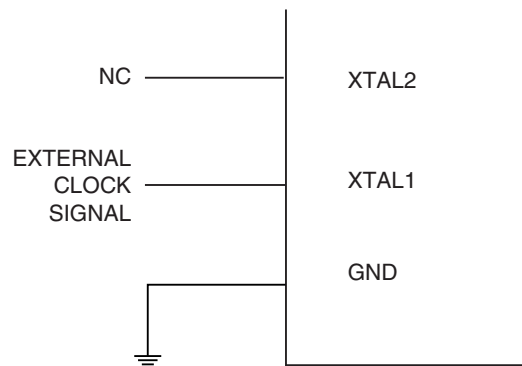 NC
XTAL2
EXTERNAL
CLOCK
SIGNAL
XTAL1
GND